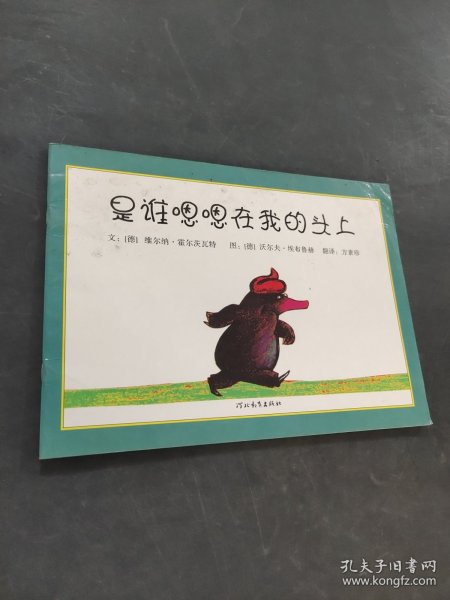 是谁嗯嗯在我的头上
文：[德] 维尔纳·霍尔茨瓦特 图：[德] 沃尔夫·埃布鲁赫 翻译：方素珍
河北教育出版社
孔夫子旧书网
www.kongfz.com